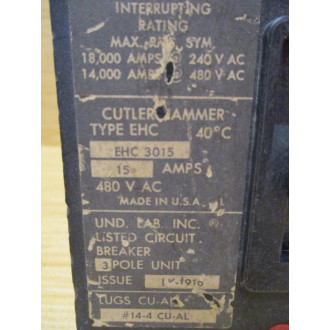 INTERRUPTING
RATING
MAX. RMS SYM.
18,000 AMPS 240 V AC
14,000 AMPS 480 V AC
CUTLER HAMMER
TYPE EHC 40°C
EHC 3015
15 AMPS
480 V AC
MADE IN U.S.A.
UND. LAB. INC. ®
LISTED CIRCUIT
BREAKER
3 POLE UNIT
ISSUE
LUGS CU-AL
#14-4 CU-AL